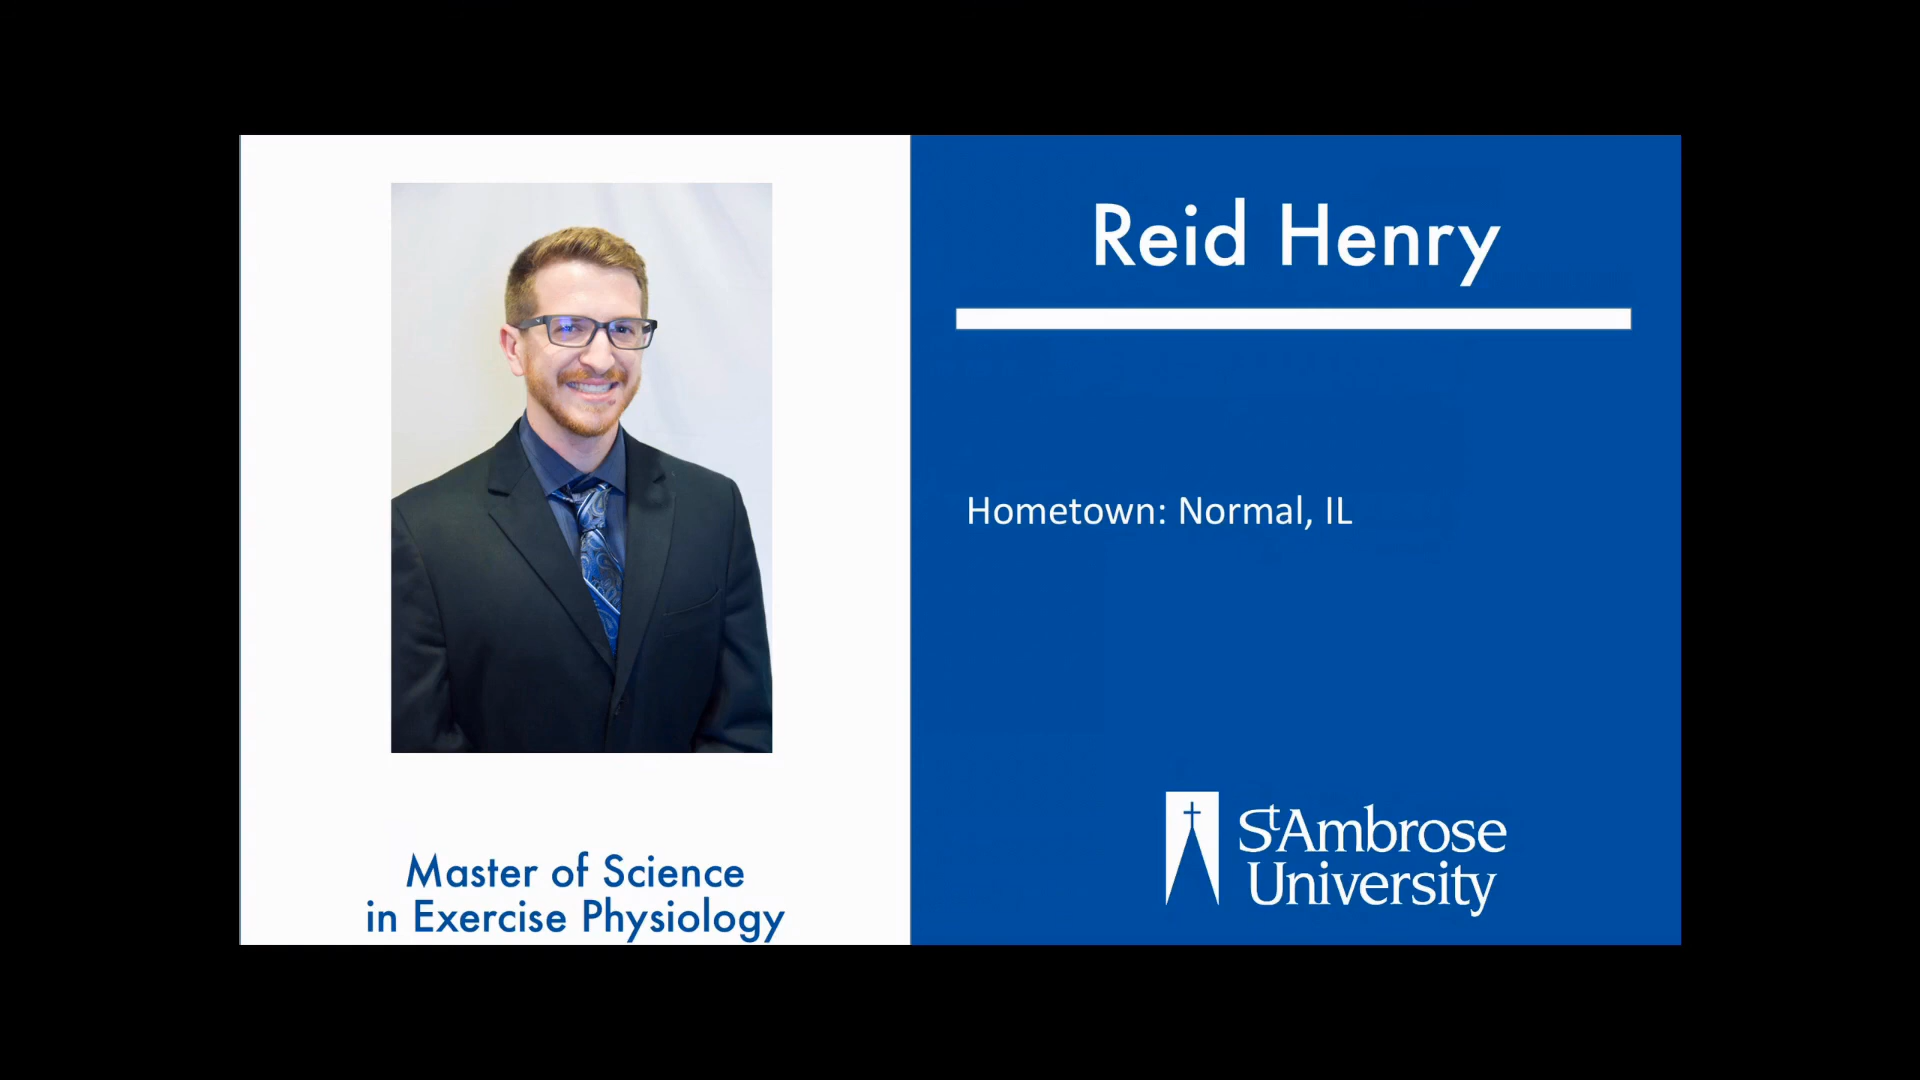 Reid Henry
Hometown: Normal, IL
Master of Science
in Exercise Physiology
St Ambrose
University